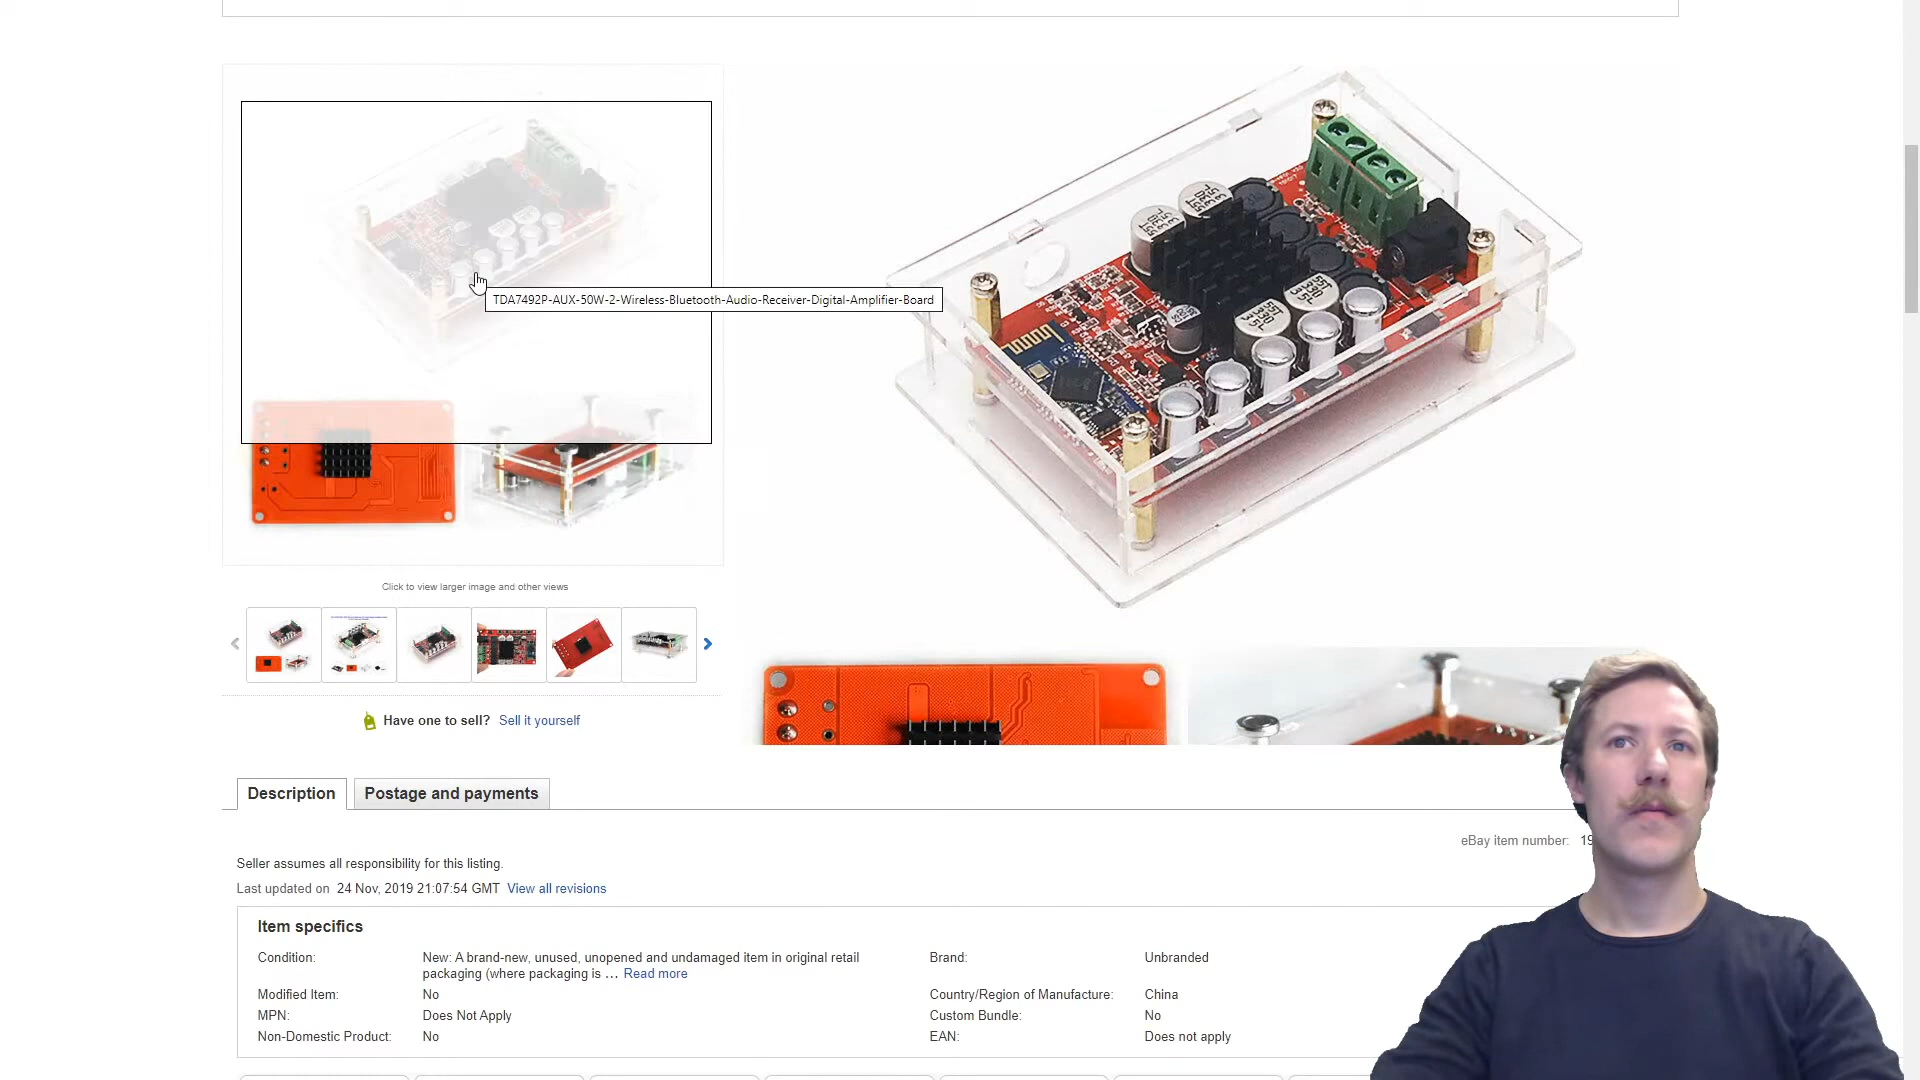 TDA7492P-AUX-50W-2-Wireless-Bluetooth-Audio-Receiver-Digital-Amplifier-Board
Click to view larger image and other views
Have one to sell? Sell it yourself
Description
Postage and payments
eBay item number: 19
Seller assumes all responsibility for this listing.
Last updated on 24 Nov, 2019 21:07:54 GMT View all revisions
Item specifics
Condition: New: A brand-new, unused, unopened and undamaged item in original retail
packaging (where packaging is … Read more
Brand: Unbranded
Modified Item: No
Country/Region of Manufacture: China
MPN: Does Not Apply
Custom Bundle: No
Non-Domestic Product: No
EAN: Does not apply